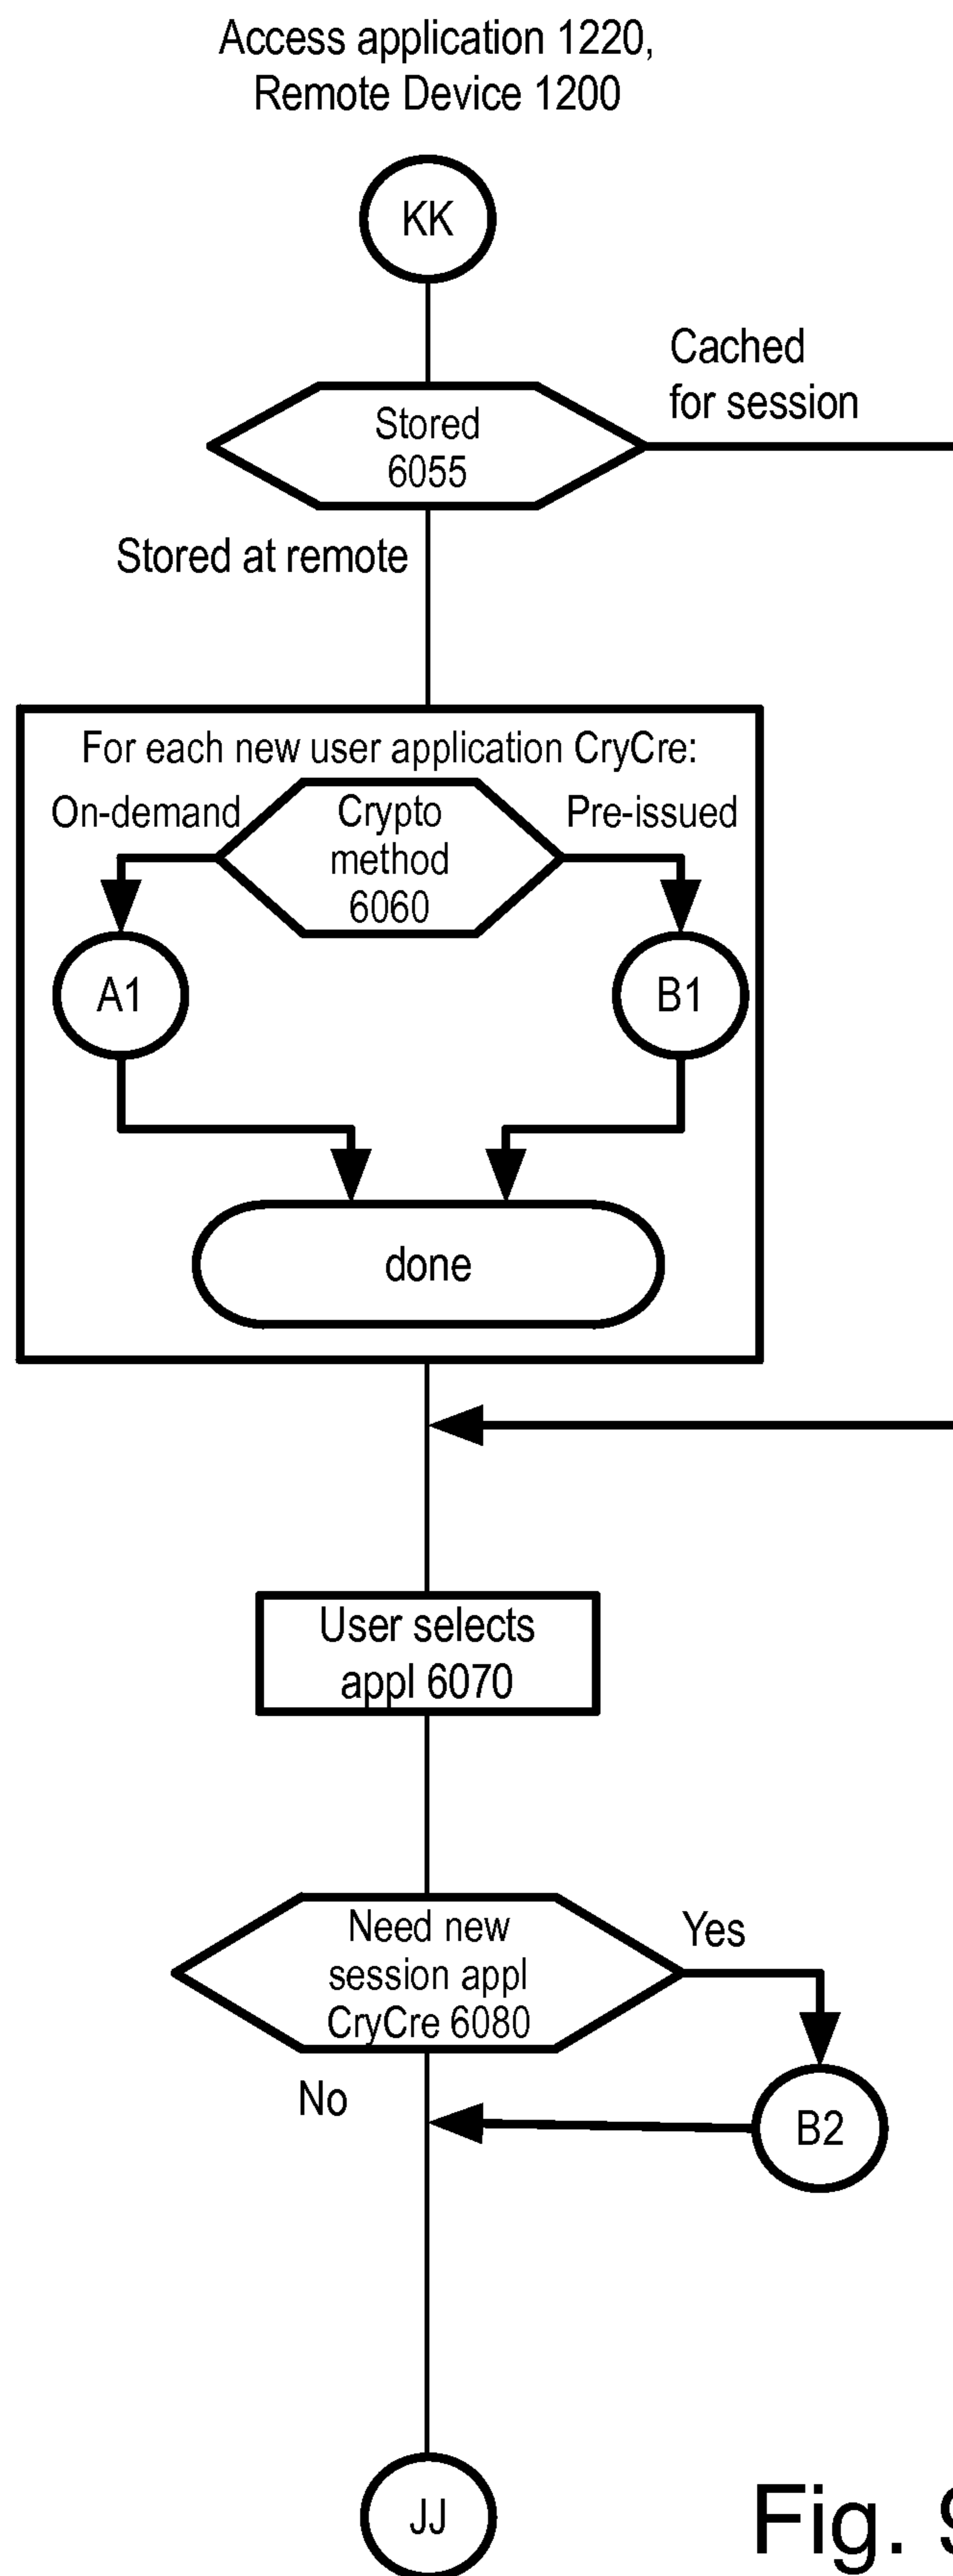 Access application 1220,
Remote Device 1200
KK
Cached
for session
Stored
6055
Stored at remote
For each new user application CryCre:
On-demand
Crypto
method
6060
Pre-issued
A1
B1
done
User selects
appl 6070
Need new
session appl
CryCre 6080
Yes
No
B2
JJ
Fig. 9